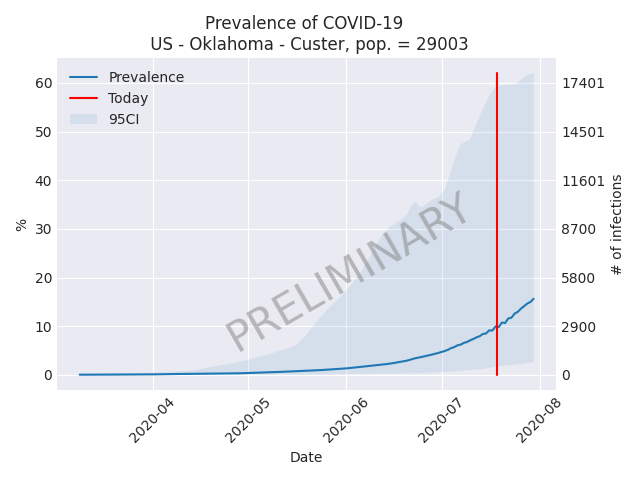 Prevalence of COVID-19
US - Oklahoma - Custer, pop. = 29003
Prevalence
Today
95CI
60
50
40
30
20
10
0
%
17401
14501
11601
8700
5800
2900
0
# of infections
PRELIMINARY
2020-04
2020-05
2020-06
2020-07
2020-08
Date